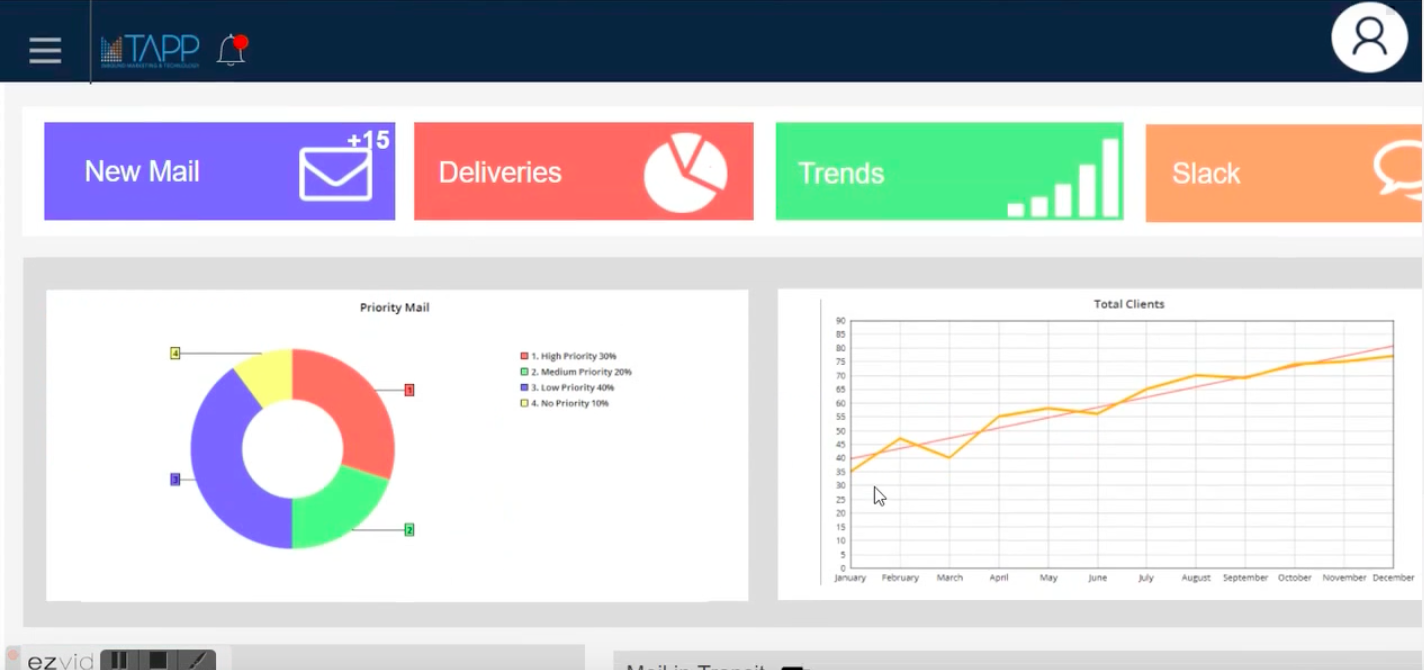 TAPP
INBOUND MARKETING & TECHNOLOGY
New Mail
+15
Deliveries
Trends
Slack
Priority Mail
4
1
3
2
1. High Priority 30%
2. Medium Priority 20%
3. Low Priority 40%
4. No Priority 10%
Total Clients
90
85
80
75
70
65
60
55
50
45
40
35
30
25
20
15
10
5
0
January February March April May June July August September October November December
ezvid
Mail in Transit